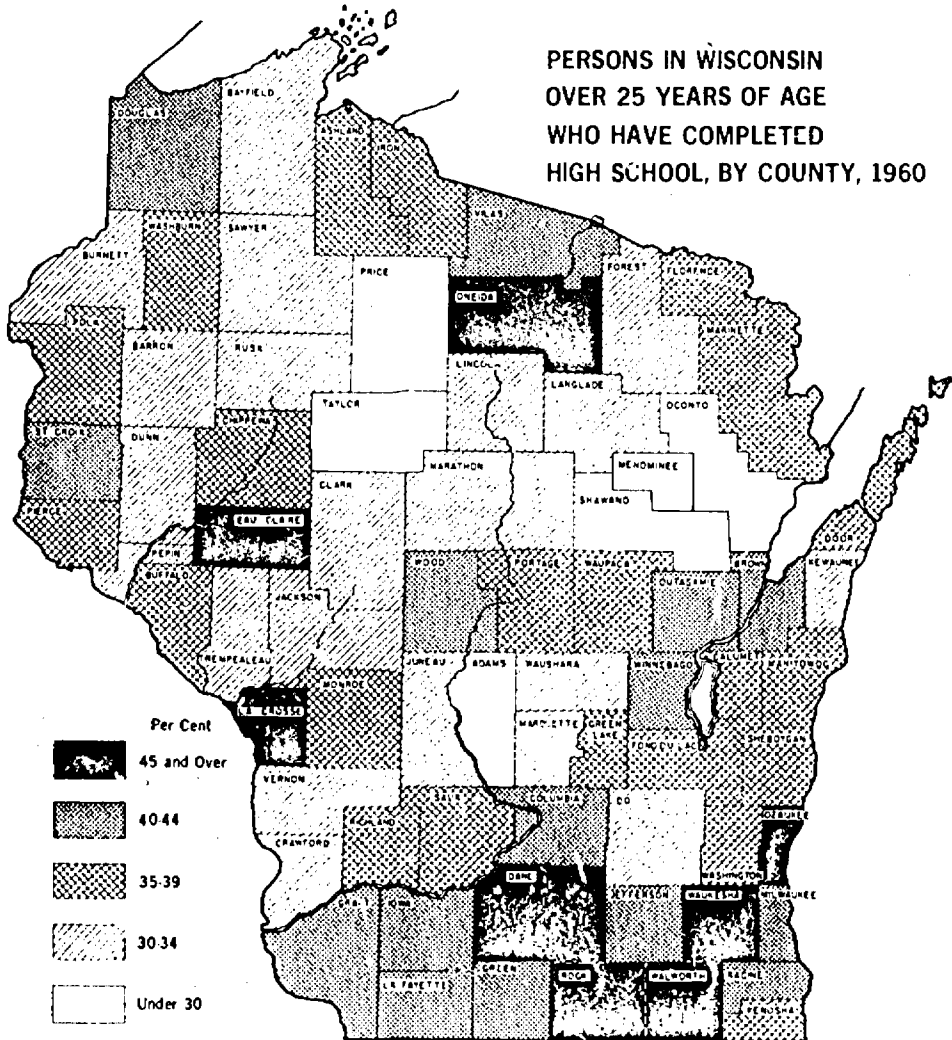 PERSONS IN WISCONSIN
OVER 25 YEARS OF AGE
WHO HAVE COMPLETED
HIGH SCHOOL, BY COUNTY, 1960
BAYFIELD
DOUGLAS
ASHLAND
IRON
VILAS
WASHBURN
SAWYER
BURNETT
PRICE
FOREST
FLORENCE
ONEIDA
POLK
MARINETTE
BARRON
RUSK
LINCOLN
LANGLADE
TAYLOR
OCONTO
CHIPPEWA
ST. CROIX
DUNN
MARATHON
MENOMINEE
CLARK
SHAWANO
PIERCE
EAU CLAIRE
DOOR
PEPIN
WOOD
PORTAGE
WAUPACA
BROWN
KEWAUNEE
BUFFALO
OUTAGAMIE
JACKSON
TREMPEALEAU
JUNEAU
ADAMS
WAUSHARA
WINNEBAGO
CALUMET
MANITOWOC
MONROE
LA CROSSE
MARQUETTE
GREEN
LAKE
FOND DU LAC
SHEBOYGAN
Per Cent
45 and Over
VERNON
SAUK
COLUMBIA
RICHLAND
OZAUKEE
40-44
CRAWFORD
WASHINGTON
35-39
DANE
JEFFERSON
WAUKESHA
MILWAUKEE
IOWA
30-34
GREEN
ROCK
WALWORTH
RACINE
LA FAYETTE
KENOSHA
Under 30